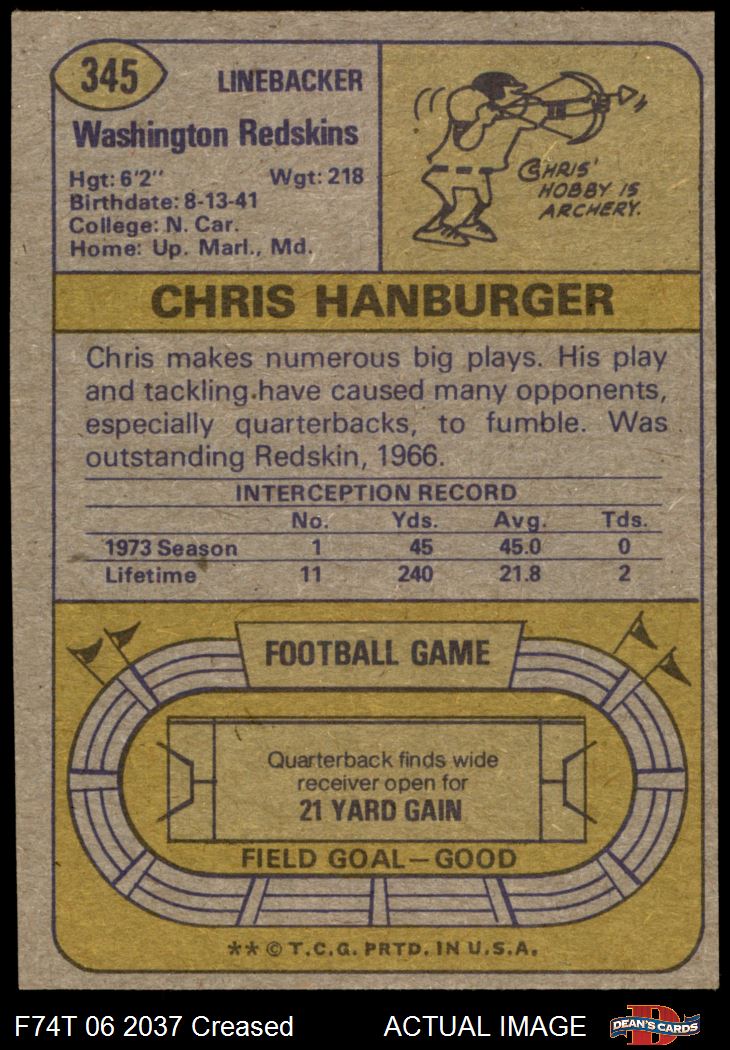 345
LINEBACKER
Washington Redskins
Hgt: 6'2'' Wgt: 218
Birthdate: 8-13-41
College: N. Car.
Home: Up. Marl., Md.
CHRIS'
HOBBY IS
ARCHERY.
CHRIS HANBURGER
Chris makes numerous big plays. His play
and tackling have caused many opponents,
especially quarterbacks, to fumble. Was
outstanding Redskin, 1966.
INTERCEPTION RECORD
No. Yds. Avg. Tds.
1973 Season 1 45 45.0 0
Lifetime 11 240 21.8 2
FOOTBALL GAME
Quarterback finds wide
receiver open for
21 YARD GAIN
FIELD GOAL—GOOD
** © T.C.G. PRTD. IN U.S.A.
F74T 06 2037 Creased ACTUAL IMAGE
DEAN'S CARDS